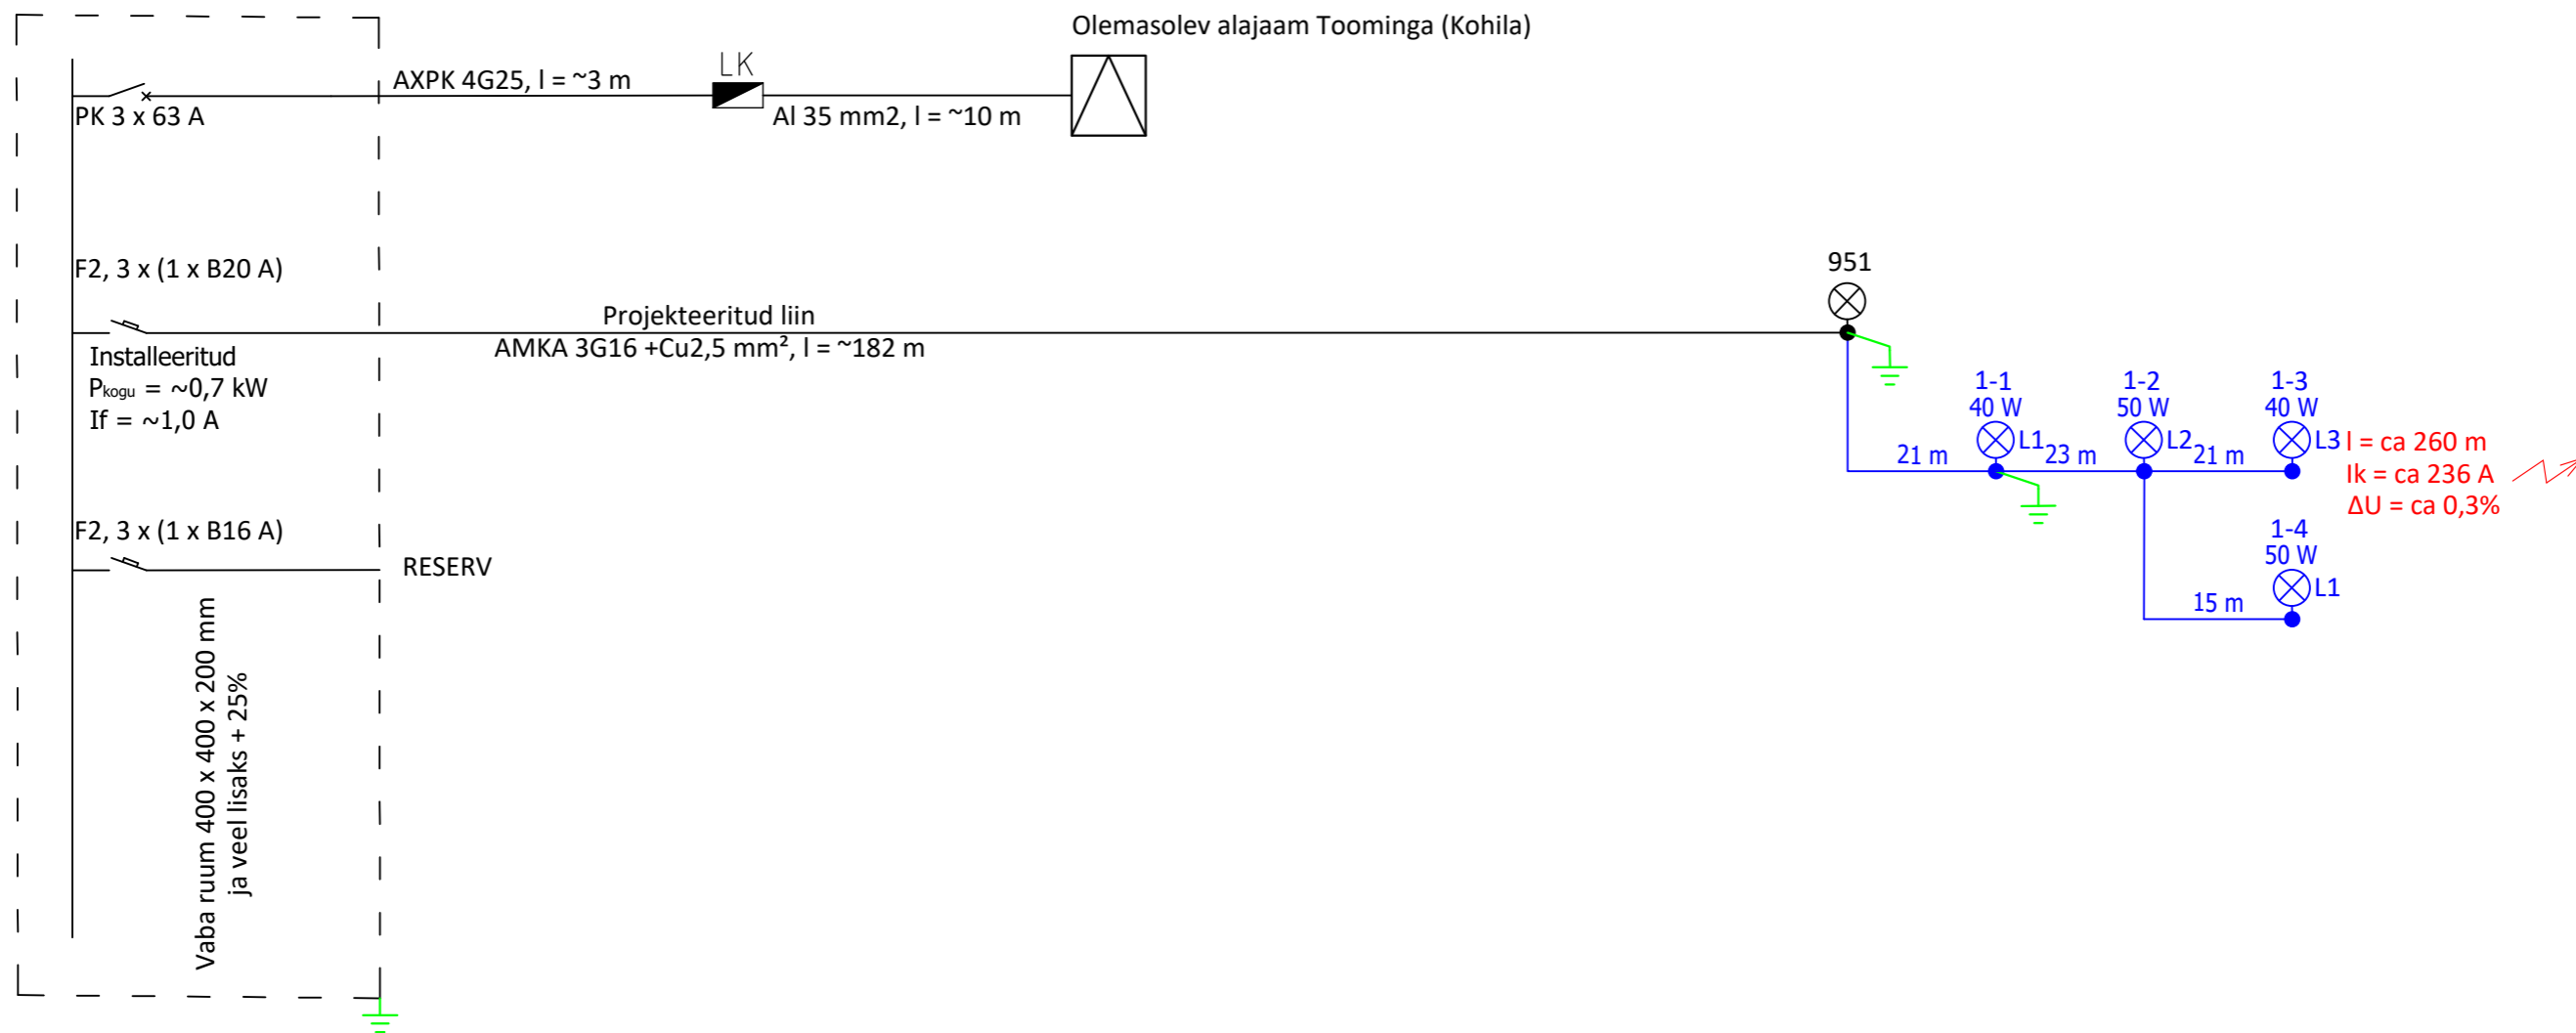 Olemasolev alajaam Toominga (Kohila)
LK
AXPK 4G25, l = ~3 m
PK 3 x 63 A
Al 35 mm2, l = ~10 m
F2, 3 x (1 x B20 A)
951
Projekteeritud liin
AMKA 3G16 +Cu2,5 mm², l = ~182 m
Installeeritud
Pkogu = ~0,7 kW
If = ~1,0 A
1-1
40 W
L1
1-2
50 W
L2
1-3
40 W
L3
21 m
23 m
21 m
l = ca 260 m
Ik = ca 236 A
ΔU = ca 0,3%
F2, 3 x (1 x B16 A)
RESERV
1-4
50 W
L1
15 m
Vaba ruum 400 x 400 x 200 mm
ja veel lisaks + 25%